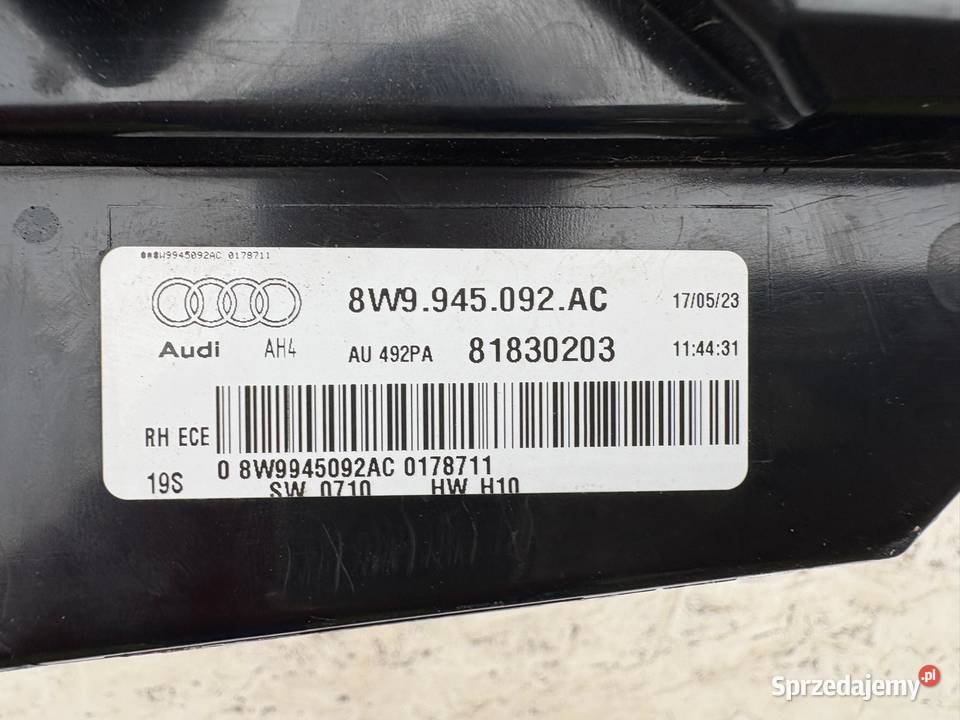 8W9945092AC 0178711
8W9.945.092.AC 17/05/23
Audi AH4 AU 492PA 81830203 11:44:31
RH ECE
0 8W9945092AC 0178711
19S SW 0710 HW H10
Sprzedajemy.pl